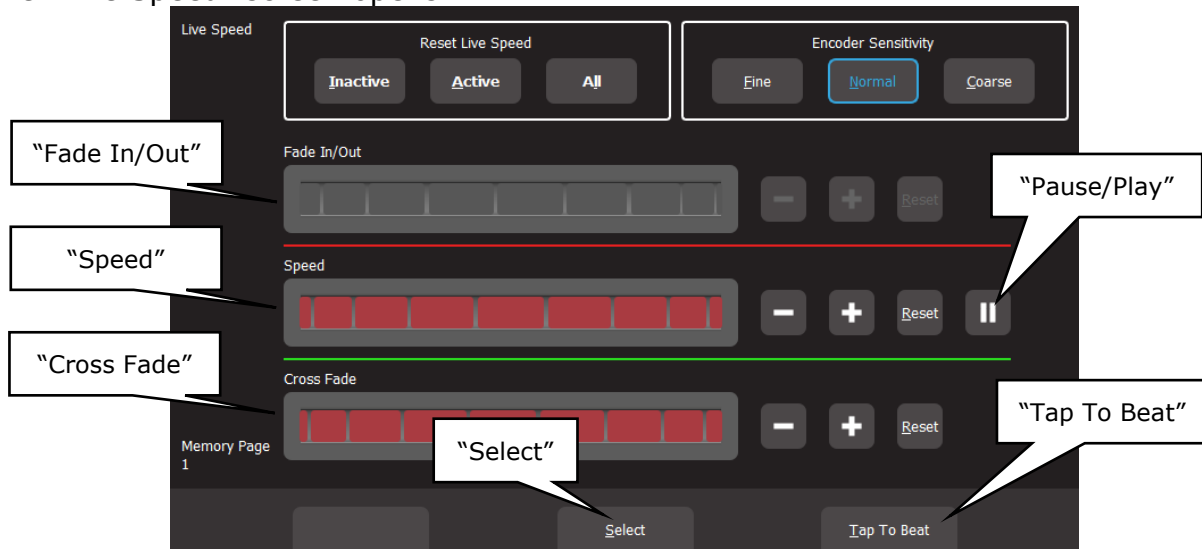 Live Speed
Reset Live Speed
Encoder Sensitivity
Inactive
Active
All
Fine
Normal
Coarse
“Fade In/Out”
Fade In/Out
Reset
“Pause/Play”
“Speed”
Speed
Reset
“Cross Fade”
Cross Fade
Reset
“Tap To Beat”
“Select”
Memory Page
1
Select
Tap To Beat